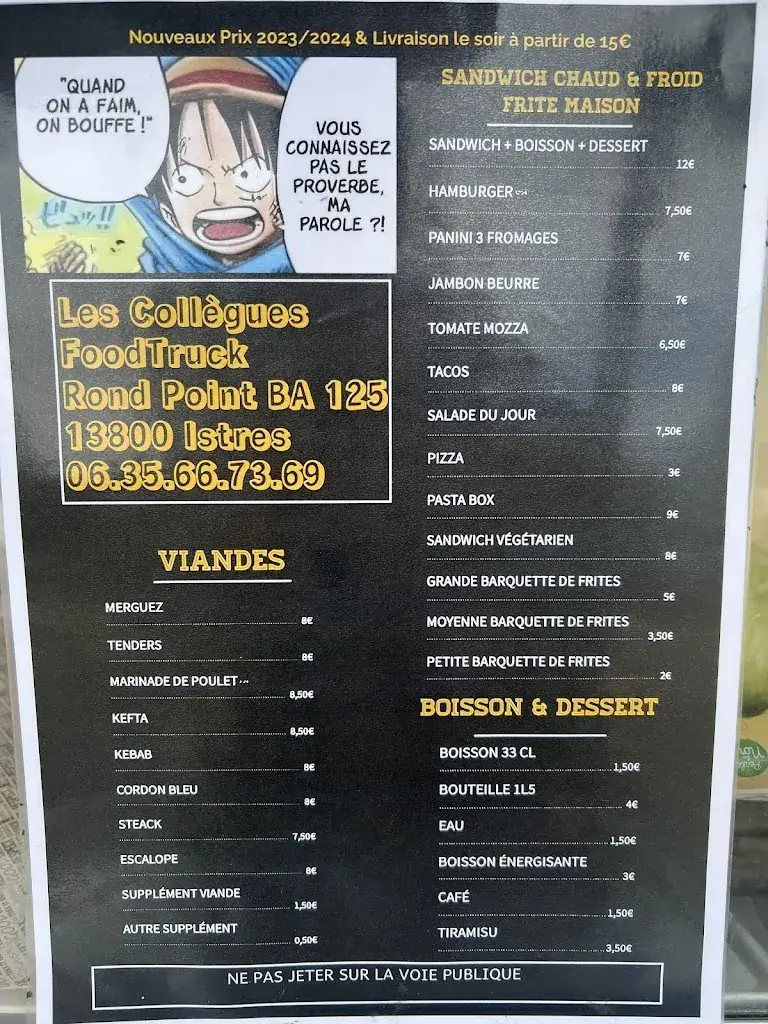 Nouveaux Prix 2023/2024 & Livraison le soir à partir de 15€
"QUAND
ON A FAIM,
ON BOUFFE !"
VOUS
CONNAISSEZ
PAS LE
PROVERBE,
MA
PAROLE ?!
ビュッ!!
Les Collègues
FoodTruck
Rond Point BA 125
13800 Istres
06.35.66.73.69
VIANDES
MERGUEZ 8€
TENDERS 8€
MARINADE DE POULET 8,50€
KEFTA 8,50€
KEBAB 8€
CORDON BLEU 8€
STEACK 7,50€
ESCALOPE 8€
SUPPLÉMENT VIANDE 1,50€
AUTRE SUPPLÉMENT 0,50€
SANDWICH CHAUD & FROID
FRITE MAISON
SANDWICH + BOISSON + DESSERT 12€
HAMBURGER 7,50€
PANINI 3 FROMAGES 7€
JAMBON BEURRE 7€
TOMATE MOZZA 6,50€
TACOS 8€
SALADE DU JOUR 7,50€
PIZZA 3€
PASTA BOX 9€
SANDWICH VÉGÉTARIEN 8€
GRANDE BARQUETTE DE FRITES 5€
MOYENNE BARQUETTE DE FRITES 3,50€
PETITE BARQUETTE DE FRITES 2€
BOISSON & DESSERT
BOISSON 33 CL 1,50€
BOUTEILLE 1L5 4€
EAU 1,50€
BOISSON ÉNERGISANTE 3€
CAFÉ 1,50€
TIRAMISU 3,50€
NE PAS JETER SUR LA VOIE PUBLIQUE